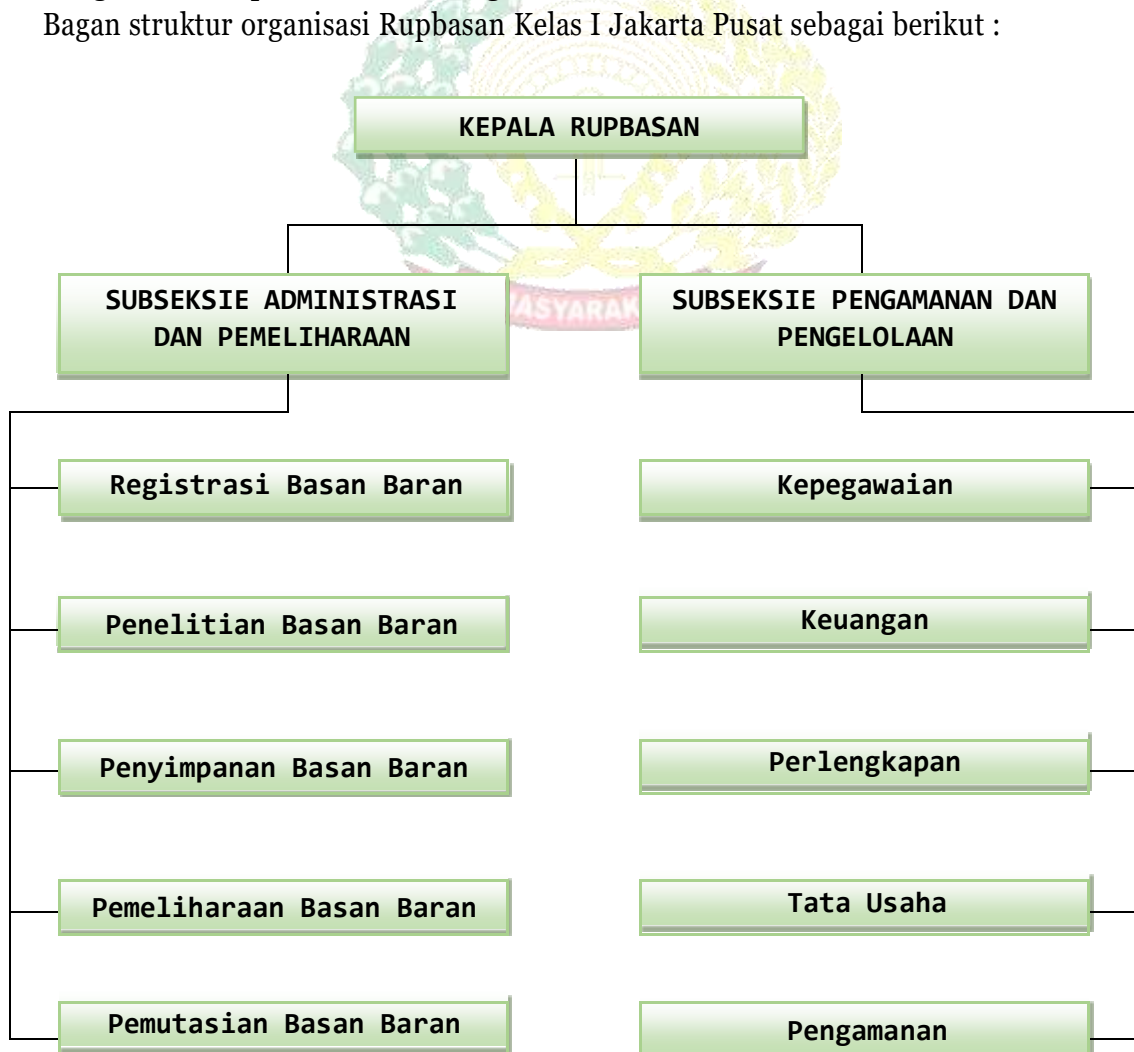 Bagan struktur organisasi Rupbasan Kelas I Jakarta Pusat sebagai berikut :
KEPALA RUPBASAN
SUBSEKSIE ADMINISTRASI
DAN PEMELIHARAAN
SUBSEKSIE PENGAMANAN DAN
PENGELOLAAN
Registrasi Basan Baran
Kepegawaian
Penelitian Basan Baran
Keuangan
Penyimpanan Basan Baran
Perlengkapan
Pemeliharaan Basan Baran
Tata Usaha
Pemutasian Basan Baran
Pengamanan